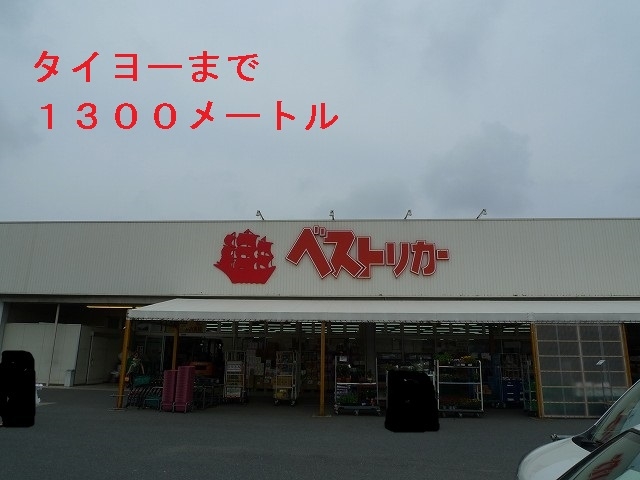 タイヨーまで
１３００メートル
ベストリカー